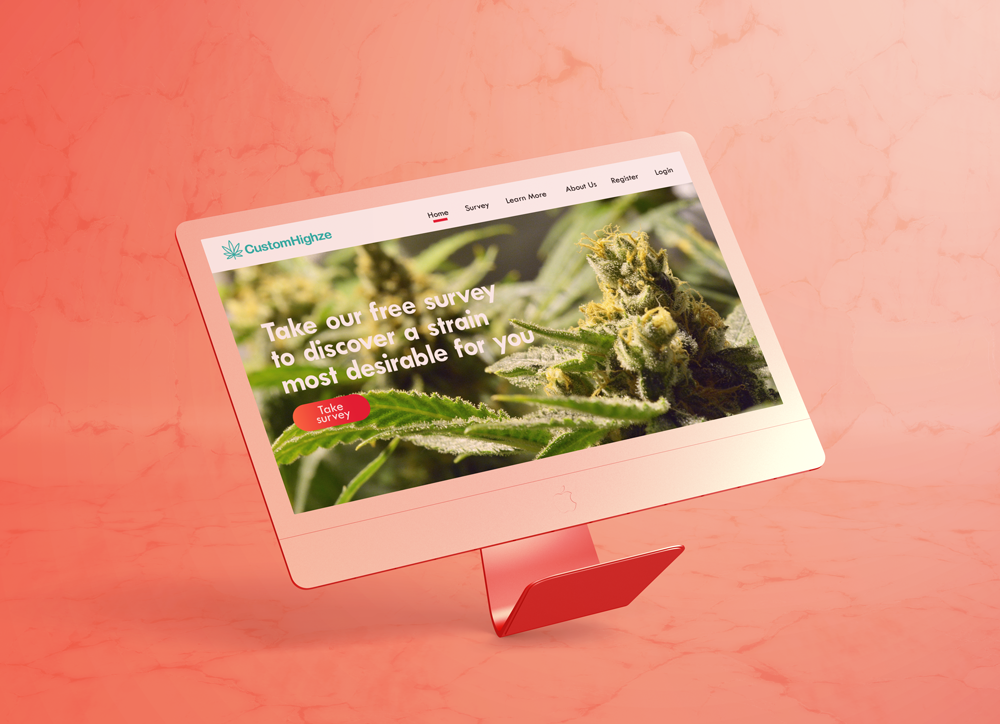 CustomHighze
Home Survey Learn More About Us Register Login
Take our free survey
to discover a strain
most desirable for you
Take
survey